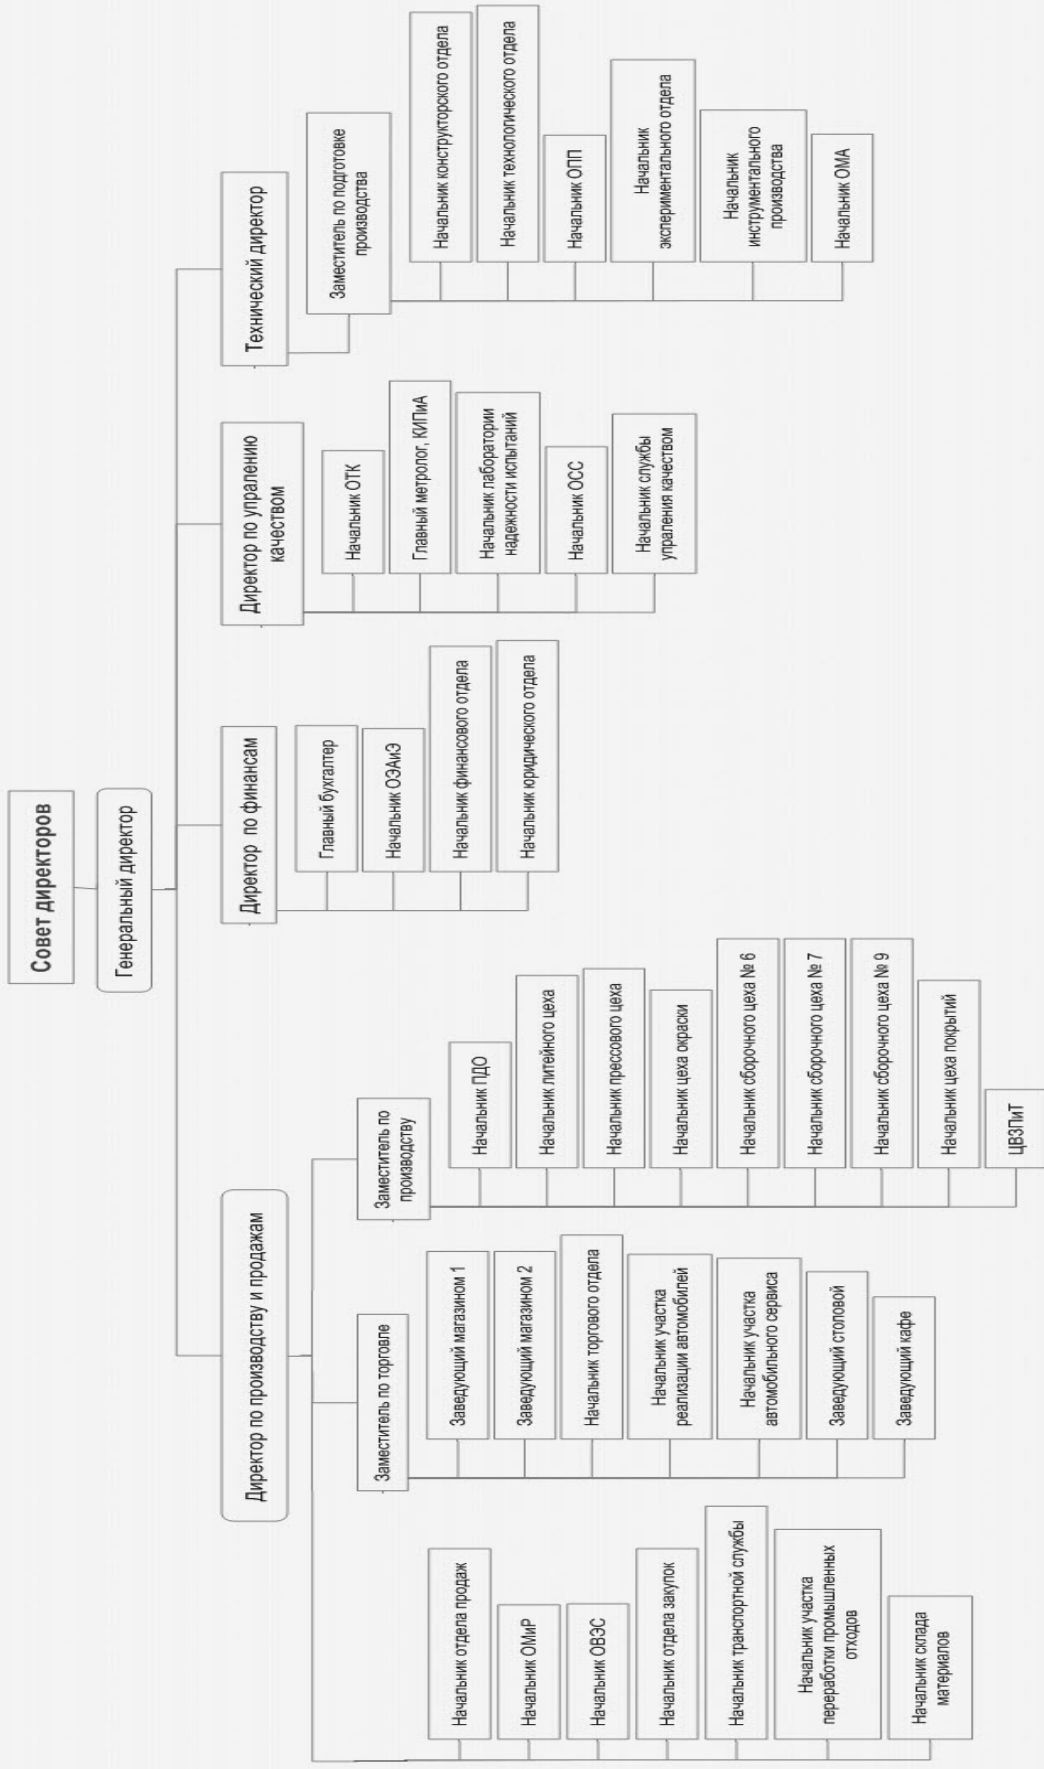 Совет директоров
Генеральный директор
Директор по производству и продажам
Директор по финансам
Директор по упралению
качеством
Технический директор
Начальник отдела продаж
Начальник ОМиР
Начальник ОВЭС
Начальник отдела закупок
Начальник транспортной службы
Начальник участка
переработки промышленных
отходов
Начальник склада
материалов
Заместитель по торговле
Заведующий магазином 1
Заведующий магазином 2
Начальник торгового отдела
Начальник участка
реализации автомобилей
Начальник участка
автомобильного сервиса
Заведующий столовой
Заведующий кафе
Заместитель по
производству
Начальник ПДО
Начальник литейного цеха
Начальник прессового цеха
Начальник цеха окраски
Начальник сборочного цеха № 6
Начальник сборочного цеха № 7
Начальник сборочного цеха № 9
Начальник цеха покрытий
ЦВЗПиТ
Главный бухгалтер
Начальник ОЭАиЭ
Начальник финансового отдела
Начальник юридического отдела
Начальник ОТК
Главный метролог, КИПиА
Начальник лаборатории
надежности испытаний
Начальник ОСС
Начальник службы
упраления качеством
Заместитель по подготовке
производства
Начальник конструкторского отдела
Начальник технологического отдела
Начальник ОПП
Начальник
экспериментального отдела
Начальник
инструментального
производства
Начальник ОМА